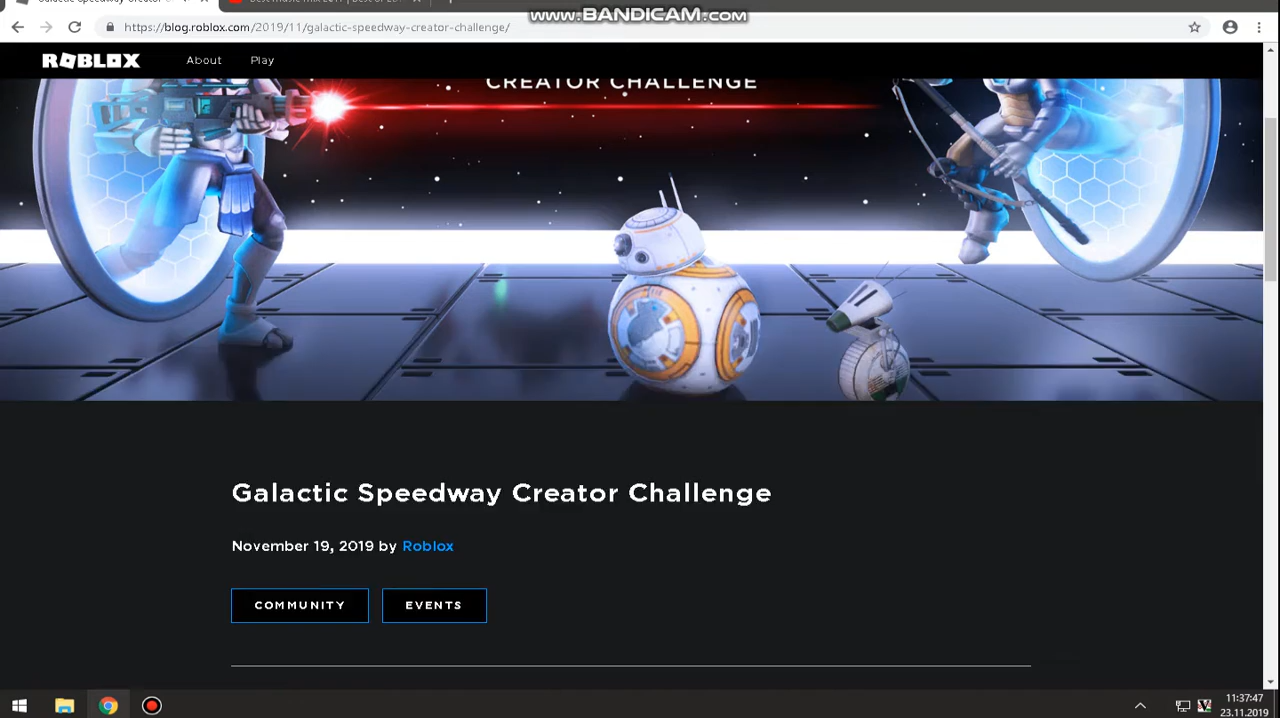 WWW.BANDICAM.COM
https://blog.roblox.com/2019/11/galactic-speedway-creator-challenge/
ROBLOX About Play
CREATOR CHALLENGE
Galactic Speedway Creator Challenge
November 19, 2019 by Roblox
COMMUNITY EVENTS
11:37:47
23.11.2019